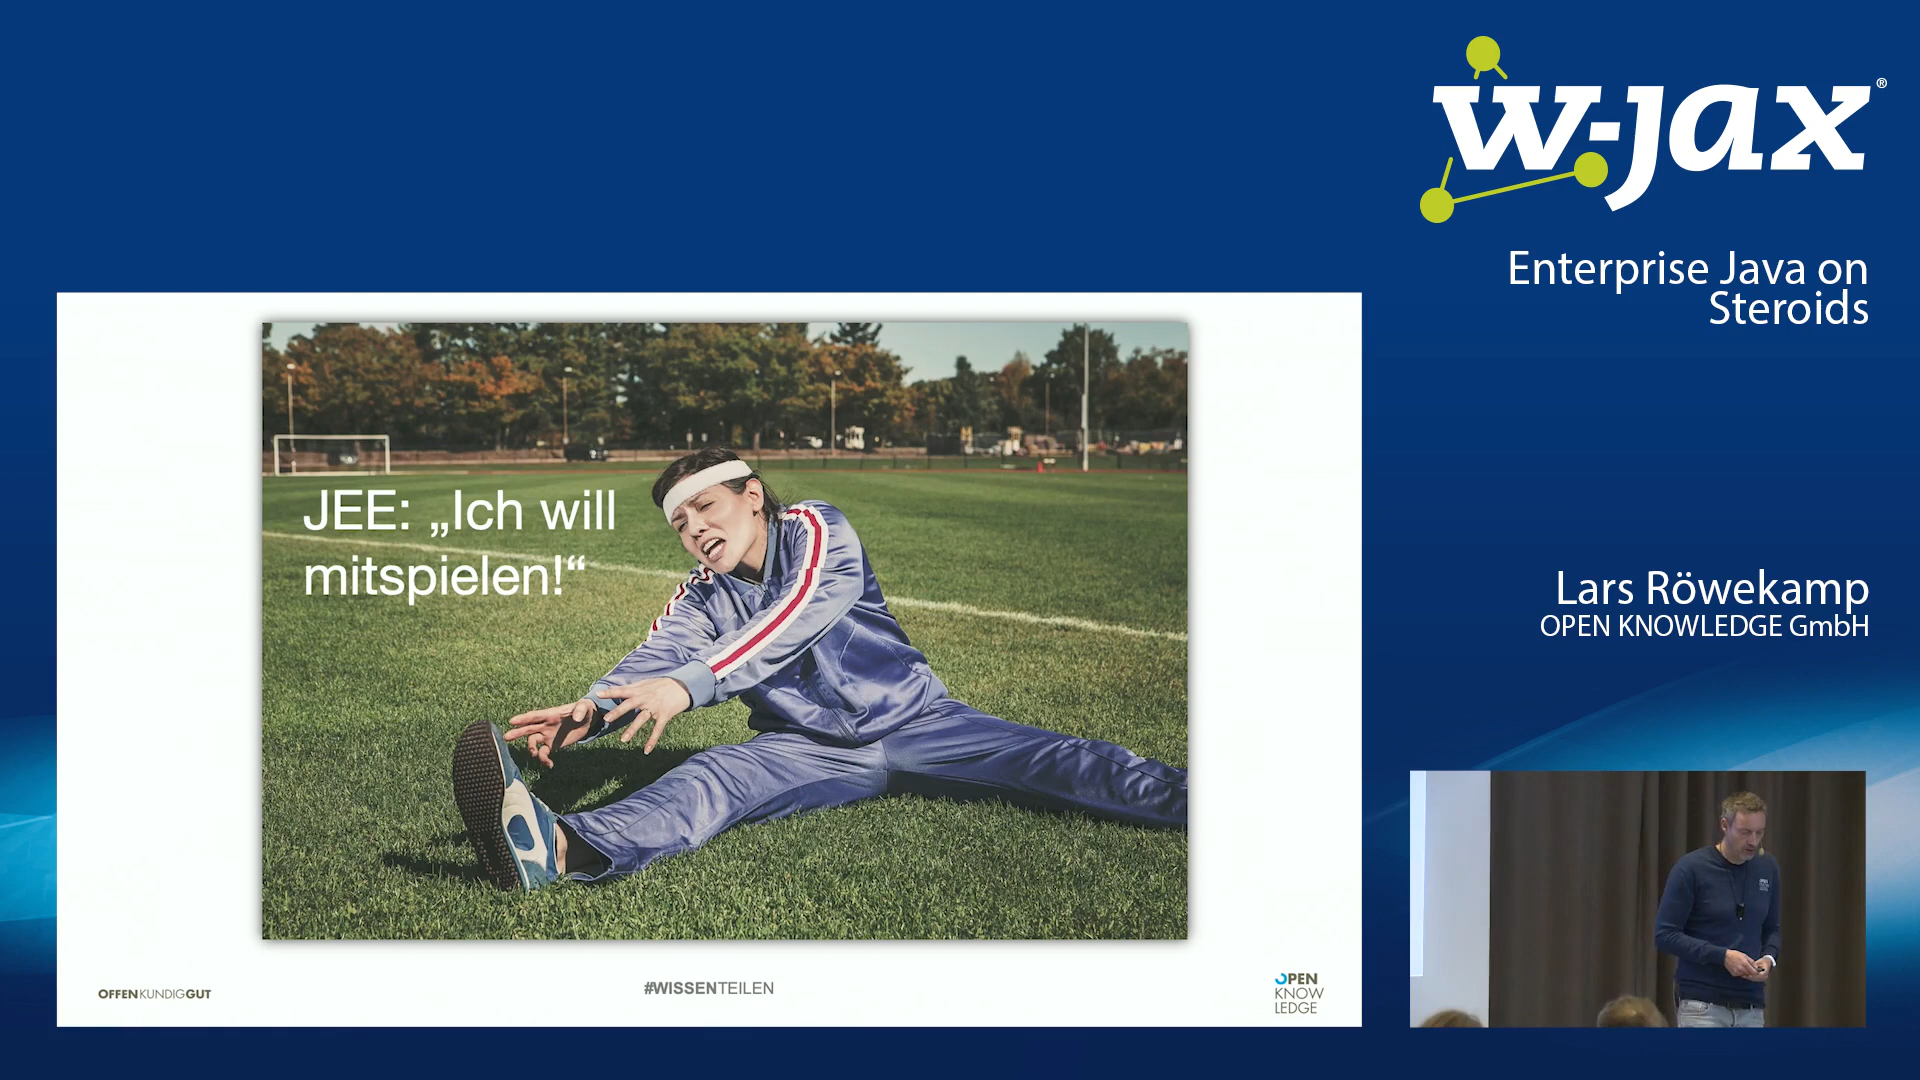 w-jax®
Enterprise Java on
Steroids
JEE: „Ich will
mitspielen!“
Lars Röwekamp
OPEN KNOWLEDGE GmbH
OFFENKUNDIGGUT
#WISSENTEILEN
OPEN
KNOW
LEDGE